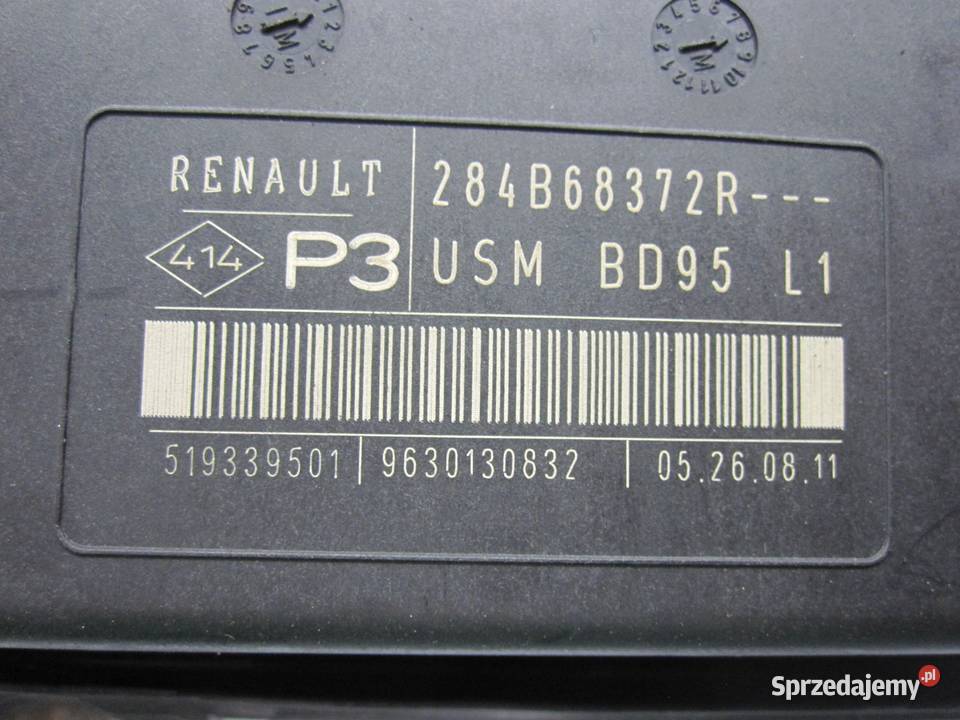 RENAULT 284B68372R---
414 P3 USM BD95 L1
519339501 9630130832 05.26.08.11
Sprzedajemy.pl